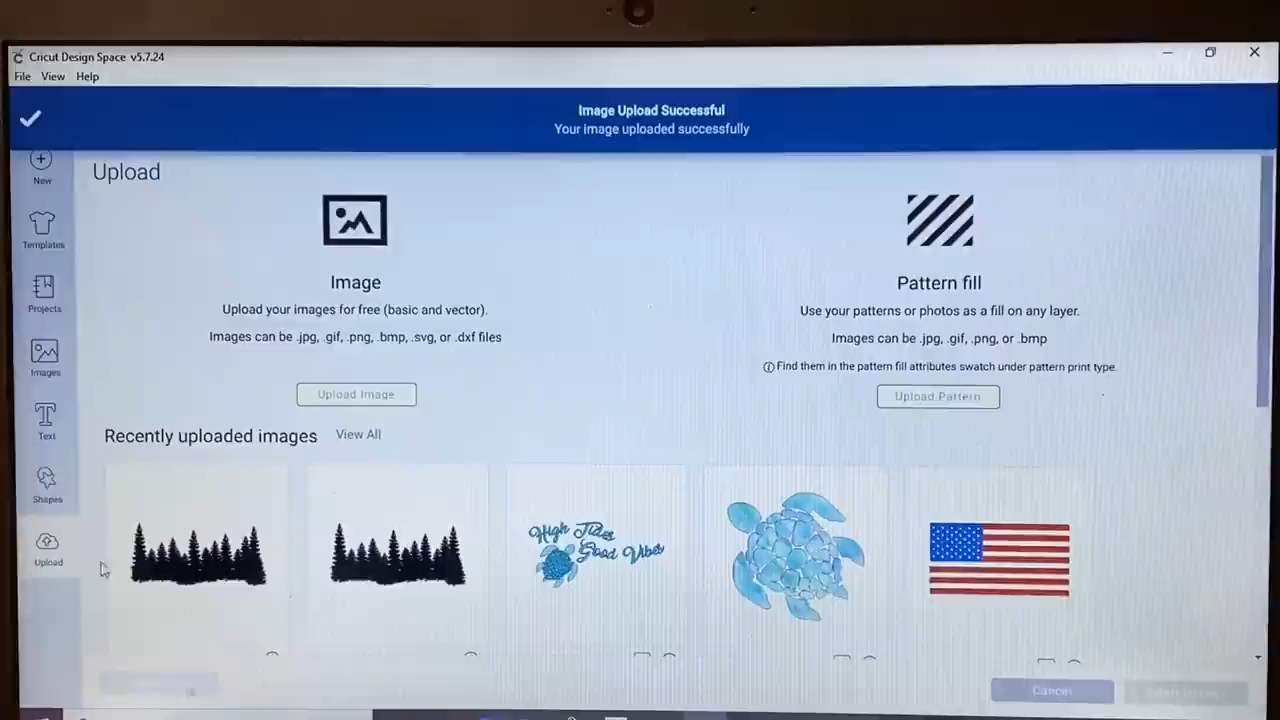 Cricut Design Space v5.7.24
File View Help
Image Upload Successful
Your image uploaded successfully
New
Templates
Projects
Images
Text
Shapes
Upload
Upload
Image
Upload your images for free (basic and vector).
Images can be .jpg, .gif, .png, .bmp, .svg, or .dxf files
Upload Image
Pattern fill
Use your patterns or photos as a fill on any layer.
Images can be .jpg, .gif, .png, or .bmp
Find them in the pattern fill attributes swatch under pattern print type.
Upload Pattern
Recently uploaded images View All
High Tides
Good Vibes
Cancel